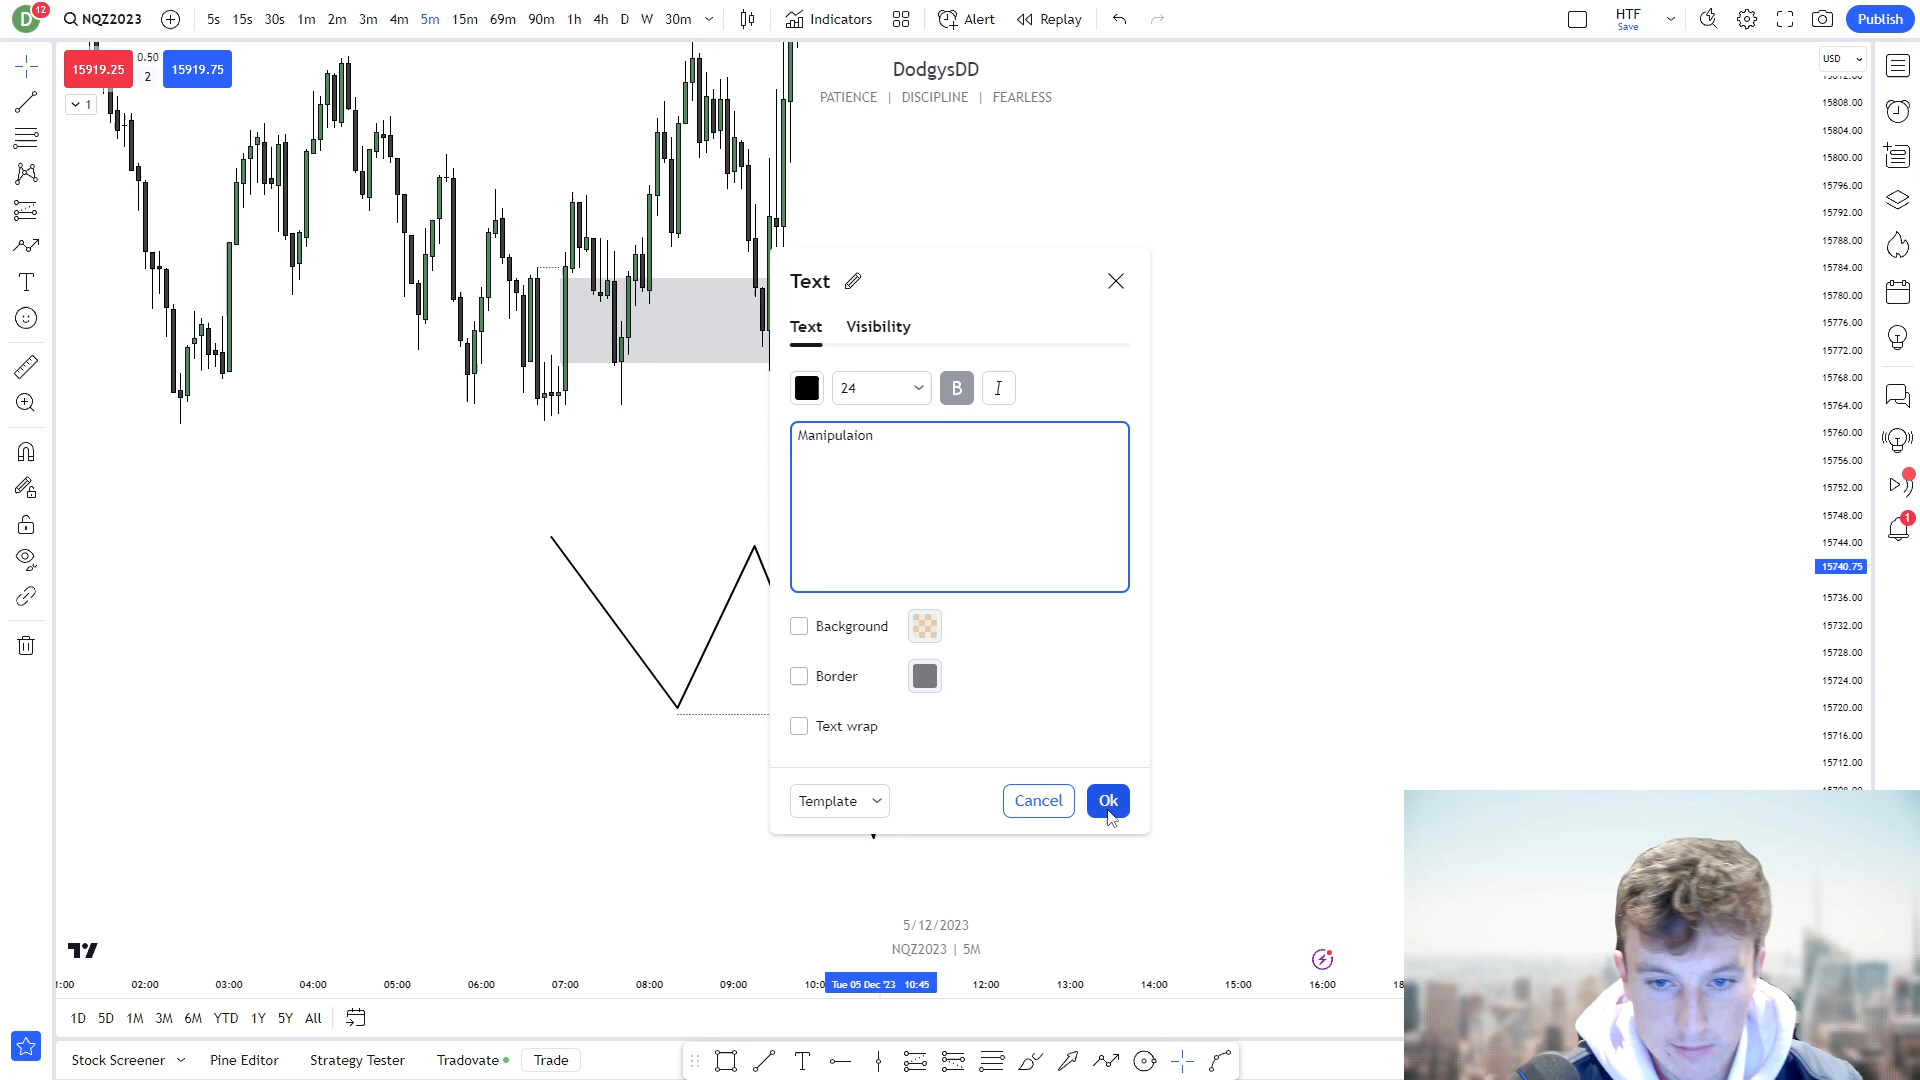 D 12 NQZ2023 5s 15s 30s 1m 2m 3m 4m 5m 15m 69m 90m 1h 4h D W 30m Indicators Alert Replay HTF Save Publish
15919.25 0.50 2 15919.75
1
DodgysDD
PATIENCE | DISCIPLINE | FEARLESS
USD
15808.00
15804.00
15800.00
15796.00
15792.00
15788.00
15784.00
15780.00
15776.00
15772.00
15768.00
15764.00
15760.00
15756.00
15752.00
15748.00
15744.00
15740.75
15736.00
15732.00
15728.00
15724.00
15720.00
15716.00
15712.00
1
Text
Text Visibility
24 B I
Manipulaion
Background
Border
Text wrap
Template Cancel Ok
5/12/2023
NQZ2023 | 5M
1:00 02:00 03:00 04:00 05:00 06:00 07:00 08:00 09:00 10:0 Tue 05 Dec '23 10:45 12:00 13:00 14:00 15:00 16:00 18
1D 5D 1M 3M 6M YTD 1Y 5Y All
Stock Screener Pine Editor Strategy Tester Tradovate Trade